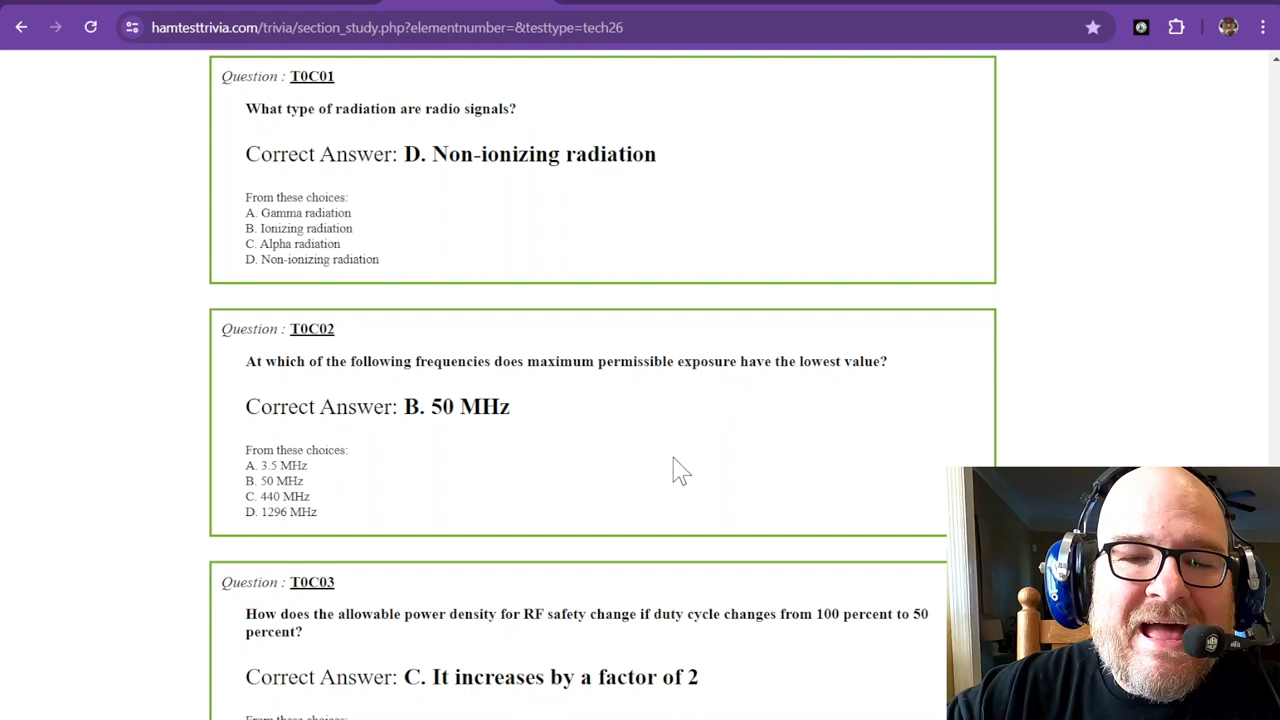 hamtesttrivia.com/trivia/section_study.php?elementnumber=&testtype=tech26
Question : T0C01
What type of radiation are radio signals?
Correct Answer: D. Non-ionizing radiation
From these choices:
A. Gamma radiation
B. Ionizing radiation
C. Alpha radiation
D. Non-ionizing radiation
Question : T0C02
At which of the following frequencies does maximum permissible exposure have the lowest value?
Correct Answer: B. 50 MHz
From these choices:
A. 3.5 MHz
B. 50 MHz
C. 440 MHz
D. 1296 MHz
Question : T0C03
How does the allowable power density for RF safety change if duty cycle changes from 100 percent to 50
percent?
Correct Answer: C. It increases by a factor of 2